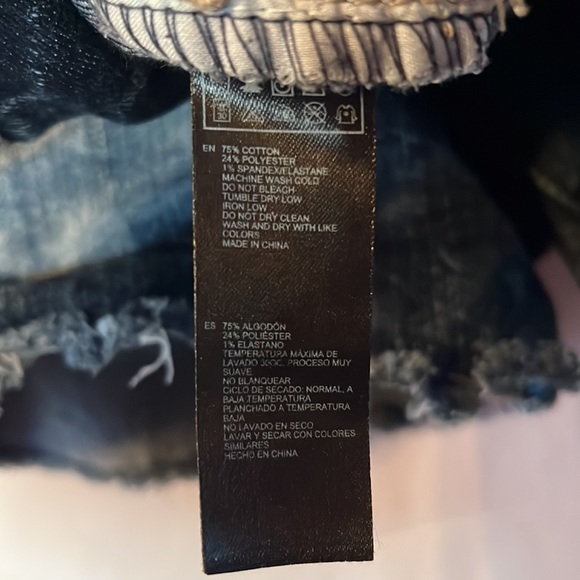 30
EN 75% COTTON
24% POLYESTER
1% SPANDEX/ELASTANE
MACHINE WASH COLD
DO NOT BLEACH
TUMBLE DRY LOW
IRON LOW
DO NOT DRY CLEAN
WASH AND DRY WITH LIKE
COLORS
MADE IN CHINA
ES 75% ALGODÓN
24% POLIÉSTER
1% ELASTANO
TEMPERATURA MÁXIMA DE
LAVADO 30ºC. PROCESO MUY
SUAVE
NO BLANQUEAR
CICLO DE SECADO: NORMAL, A
BAJA TEMPERATURA
PLANCHADO A TEMPERATURA
BAJA
NO LAVADO EN SECO
LAVAR Y SECAR CON COLORES
SIMILARES
HECHO EN CHINA